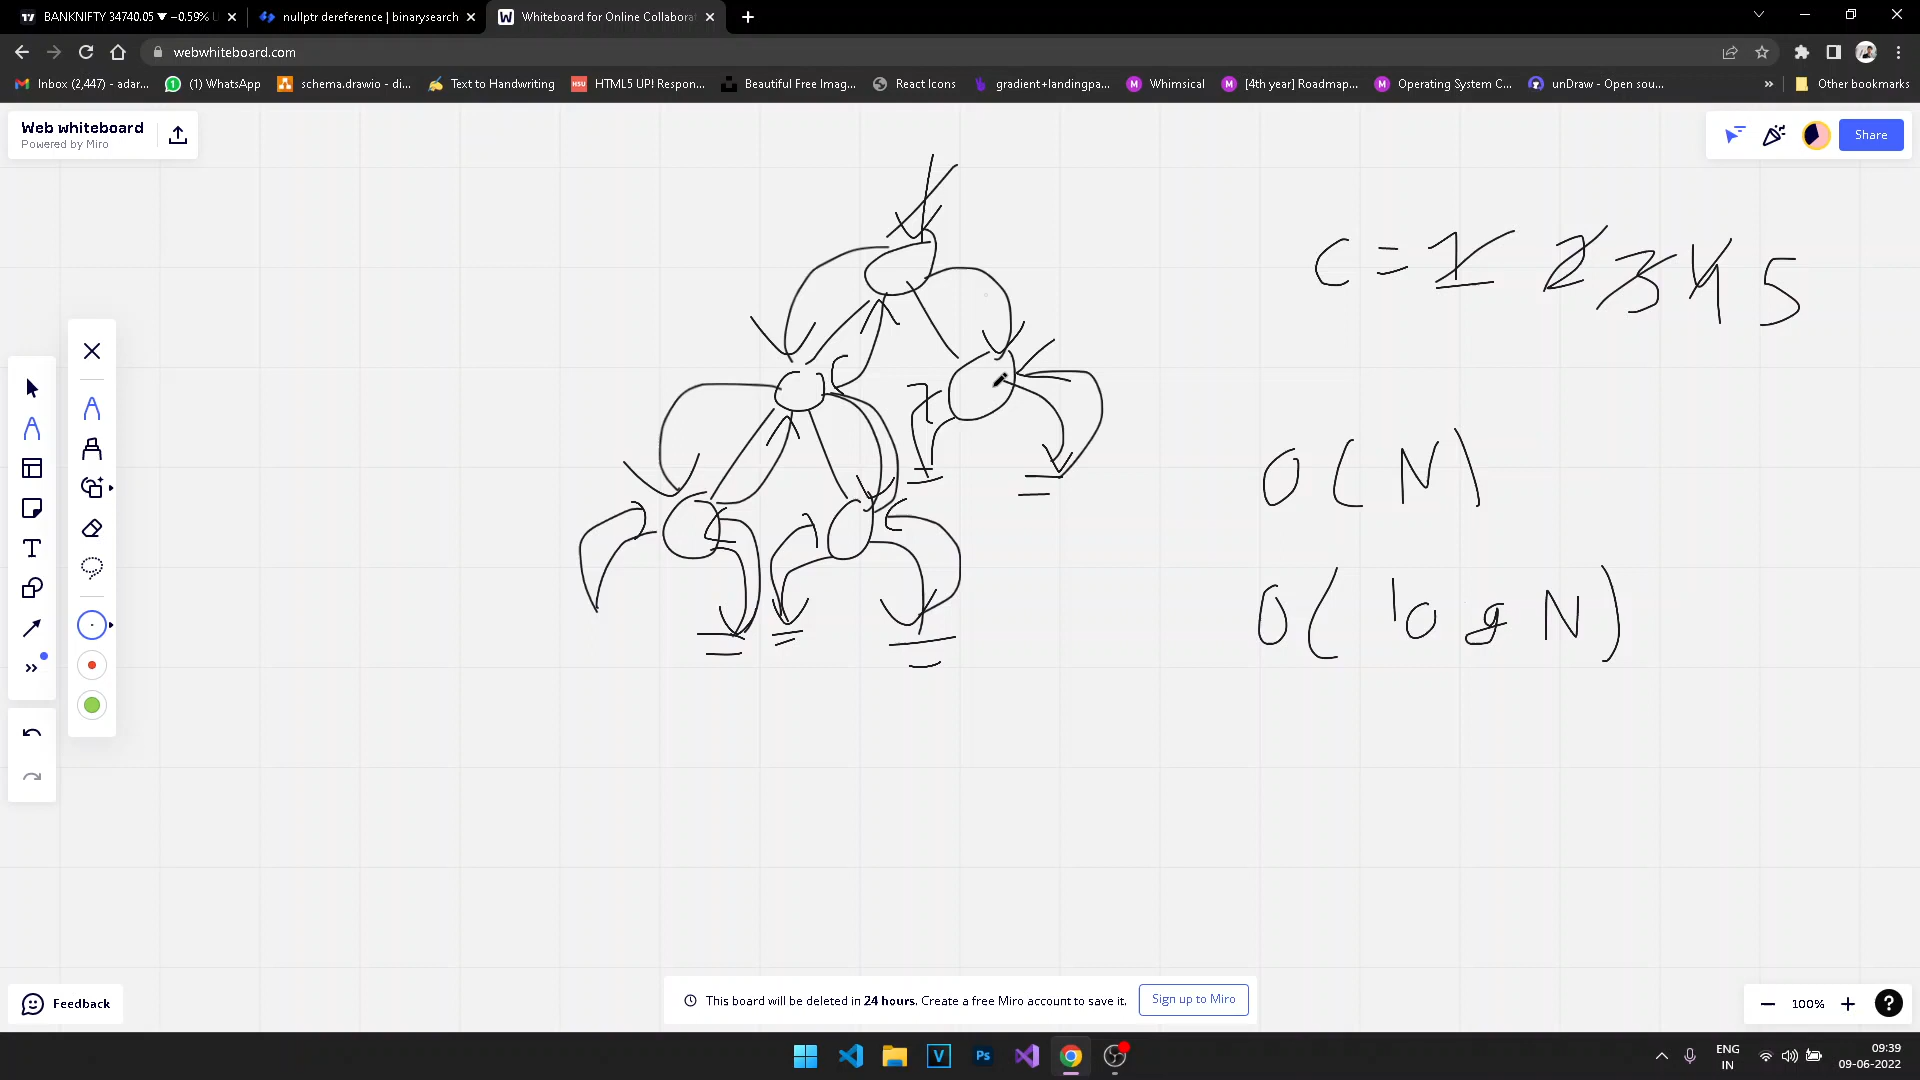 BANKNIFTY 34740.05 ▼ −0.59% U
nullptr dereference | binarysearch
Whiteboard for Online Collabora
webwhiteboard.com
Inbox (2,447) - adar...
(1) WhatsApp
schema.drawio - di...
Text to Handwriting
HTML5 UP! Respon...
Beautiful Free Imag...
React Icons
gradient+landingpa...
Whimsical
[4th year] Roadmap...
Operating System C...
unDraw - Open sou...
»
Other bookmarks
Web whiteboard
Powered by Miro
Share
C = 1 2 3 4 5
O ( N )
O ( log N )
Feedback
This board will be deleted in 24 hours. Create a free Miro account to save it.
Sign up to Miro
100%
ENG
IN
09:39
09-06-2022